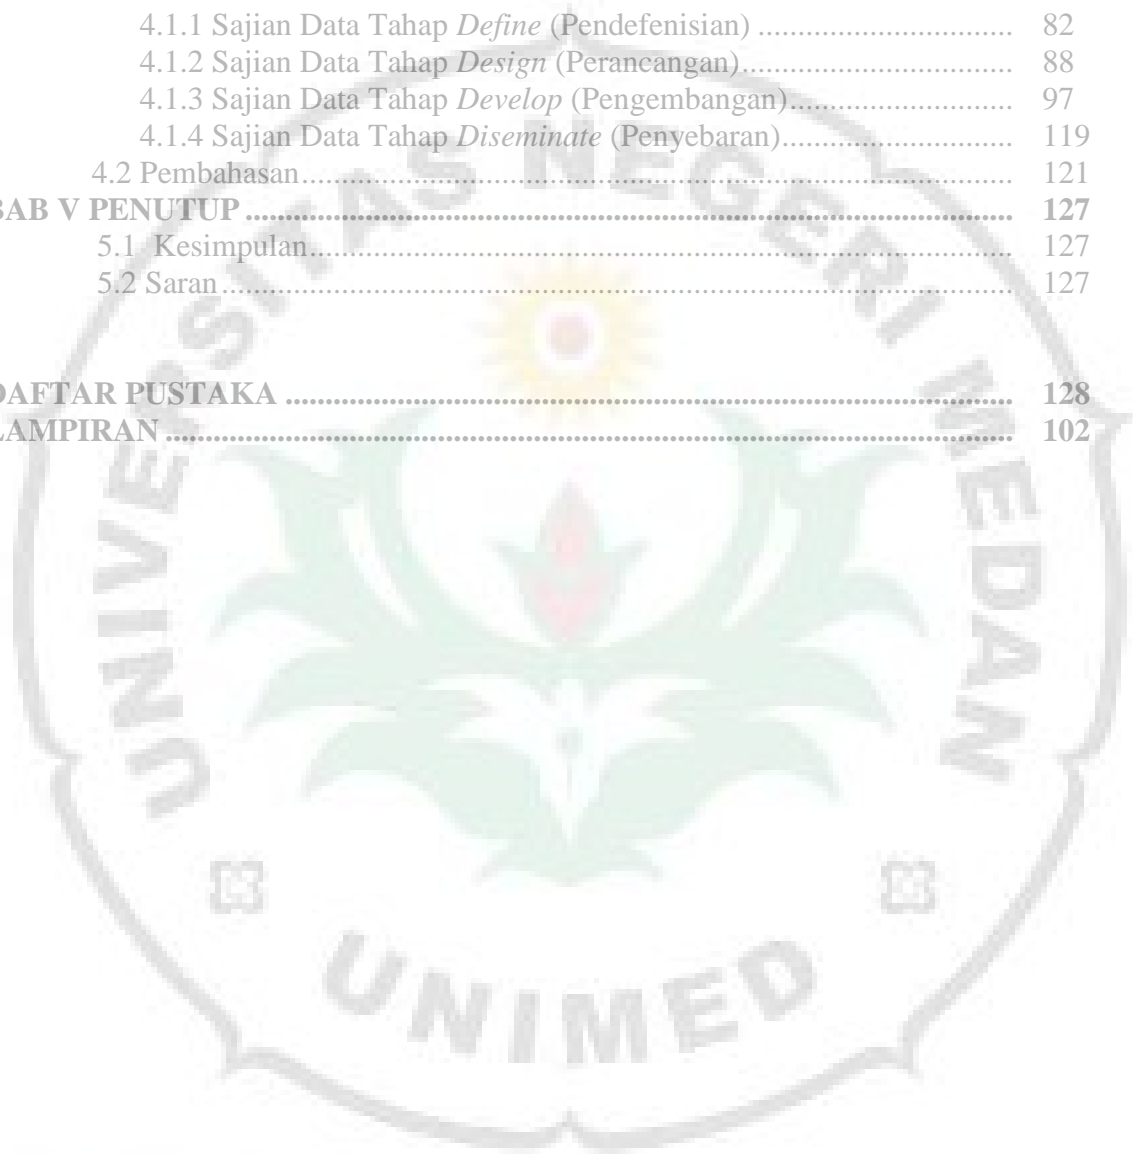 4.1.1 Sajian Data Tahap Define (Pendefenisian) ................................ 82
4.1.2 Sajian Data Tahap Design (Perancangan).................................. 88
4.1.3 Sajian Data Tahap Develop (Pengembangan)............................ 97
4.1.4 Sajian Data Tahap Diseminate (Penyebaran)............................. 119
4.2 Pembahasan.......................................................................................... 121
BAB V PENUTUP ................................................................................................ 127
5.1 Kesimpulan........................................................................................ 127
5.2 Saran .................................................................................................... 127
DAFTAR PUSTAKA ........................................................................................... 128
LAMPIRAN .......................................................................................................... 102
UNIVERSITAS NEGERI MEDAN
UNIMED